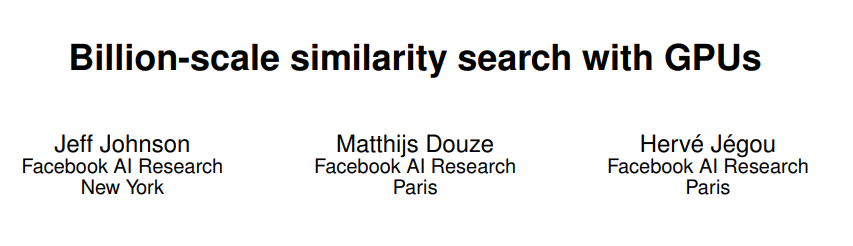 Billion-scale similarity search with GPUs
Jeff Johnson
Facebook AI Research
New York
Matthijs Douze
Facebook AI Research
Paris
Hervé Jégou
Facebook AI Research
Paris